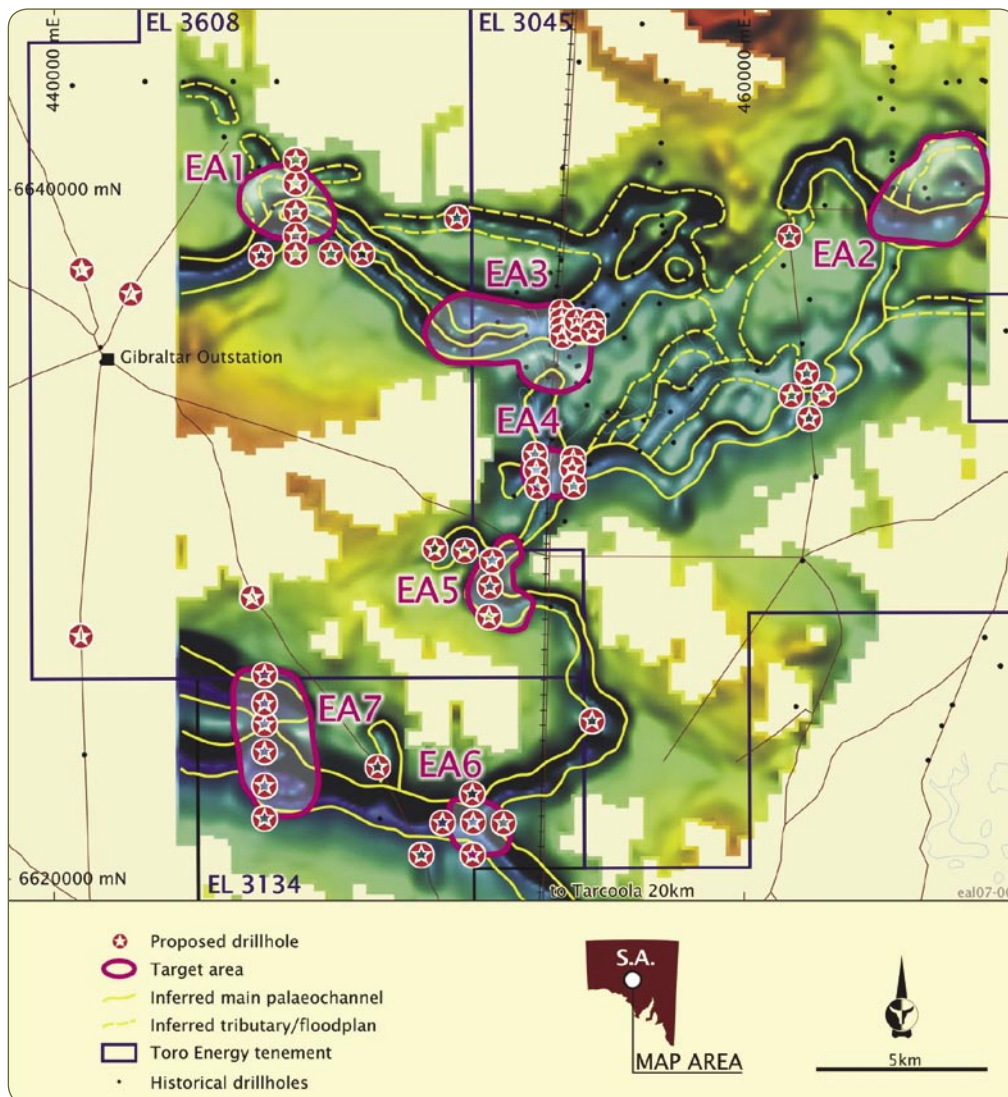 EL 3608
EL 3045
440000 mE
460000 mE
EA1
6640000 mN
EA2
EA3
Gibraltar Outstation
EA4
EA5
EA7
EA6
6620000 mN
EL 3134
to Tarcoola 20km
Proposed drillhole
Target area
Inferred main palaeochannel
Inferred tributary/floodplan
Toro Energy tenement
Historical drillholes
S.A.
MAP AREA
5km